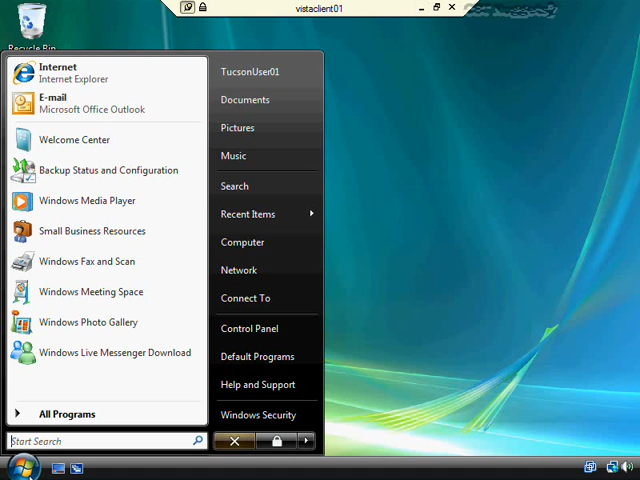 vistaclient01
Recycle Bin
Internet
Internet Explorer
E-mail
Microsoft Office Outlook
Welcome Center
Backup Status and Configuration
Windows Media Player
Small Business Resources
Windows Fax and Scan
Windows Meeting Space
Windows Photo Gallery
Windows Live Messenger Download
All Programs
Start Search
TucsonUser01
Documents
Pictures
Music
Search
Recent Items
Computer
Network
Connect To
Control Panel
Default Programs
Help and Support
Windows Security